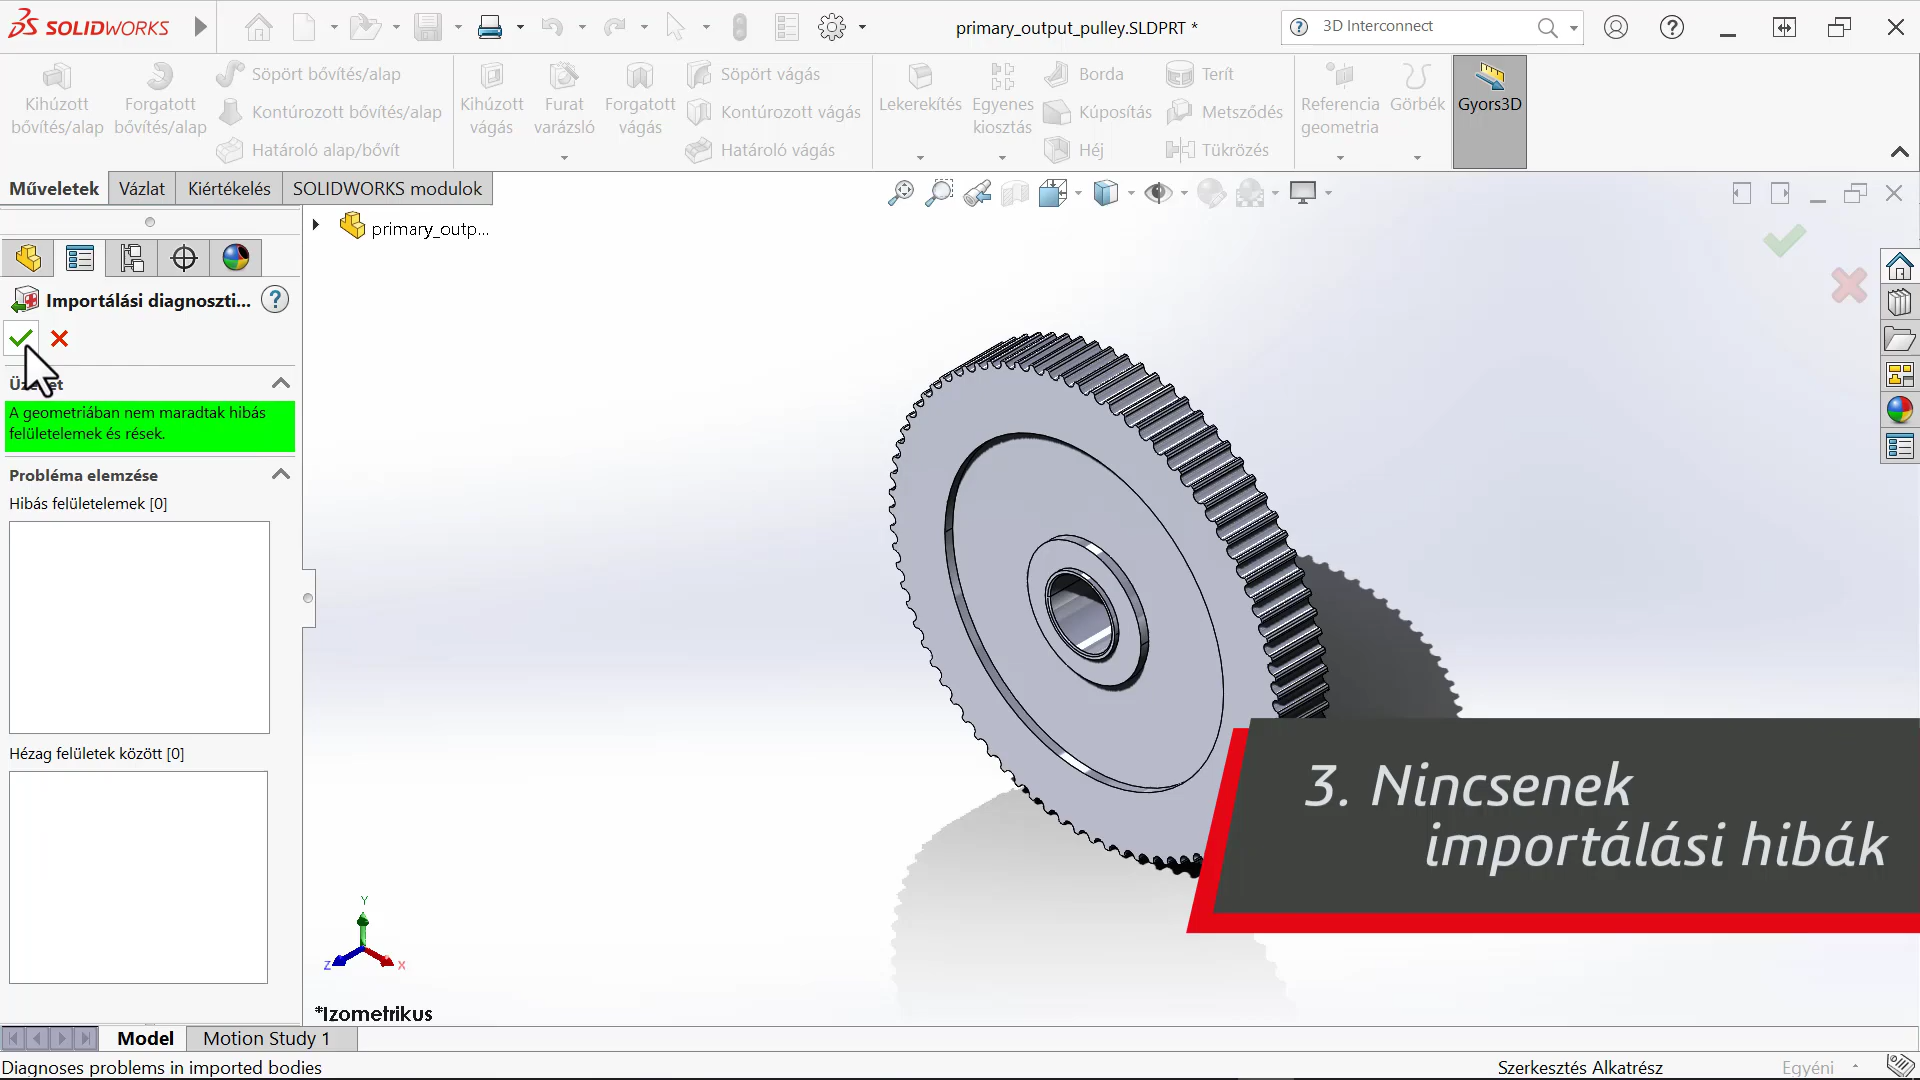 SOLIDWORKS
primary_output_pulley.SLDPRT *
3D Interconnect
Kihúzott
bővítés/alap
Forgatott
bővítés/alap
Söpört bővítés/alap
Kontúrozott bővítés/alap
Határoló alap/bővít
Kihúzott
vágás
Furat
varázsló
Forgatott
vágás
Söpört vágás
Kontúrozott vágás
Határoló vágás
Lekerekítés
Egyenes
kiosztás
Borda
Kúposítás
Héj
Terít
Metsződés
Tükrözés
Referencia
geometria
Görbék
Gyors3D
Műveletek
Vázlat
Kiértékelés
SOLIDWORKS modulok
primary_outp...
Importálási diagnoszti...
A geometriában nem maradtak hibás
felületelemek és rések.
Probléma elemzése
Hibás felületelemek [0]
Hézag felületek között [0]
3. Nincsenek
importálási hibák
Y
Z
X
*Izometrikus
Model
Motion Study 1
Diagnoses problems in imported bodies
Szerkesztés Alkatrész
Egyéni